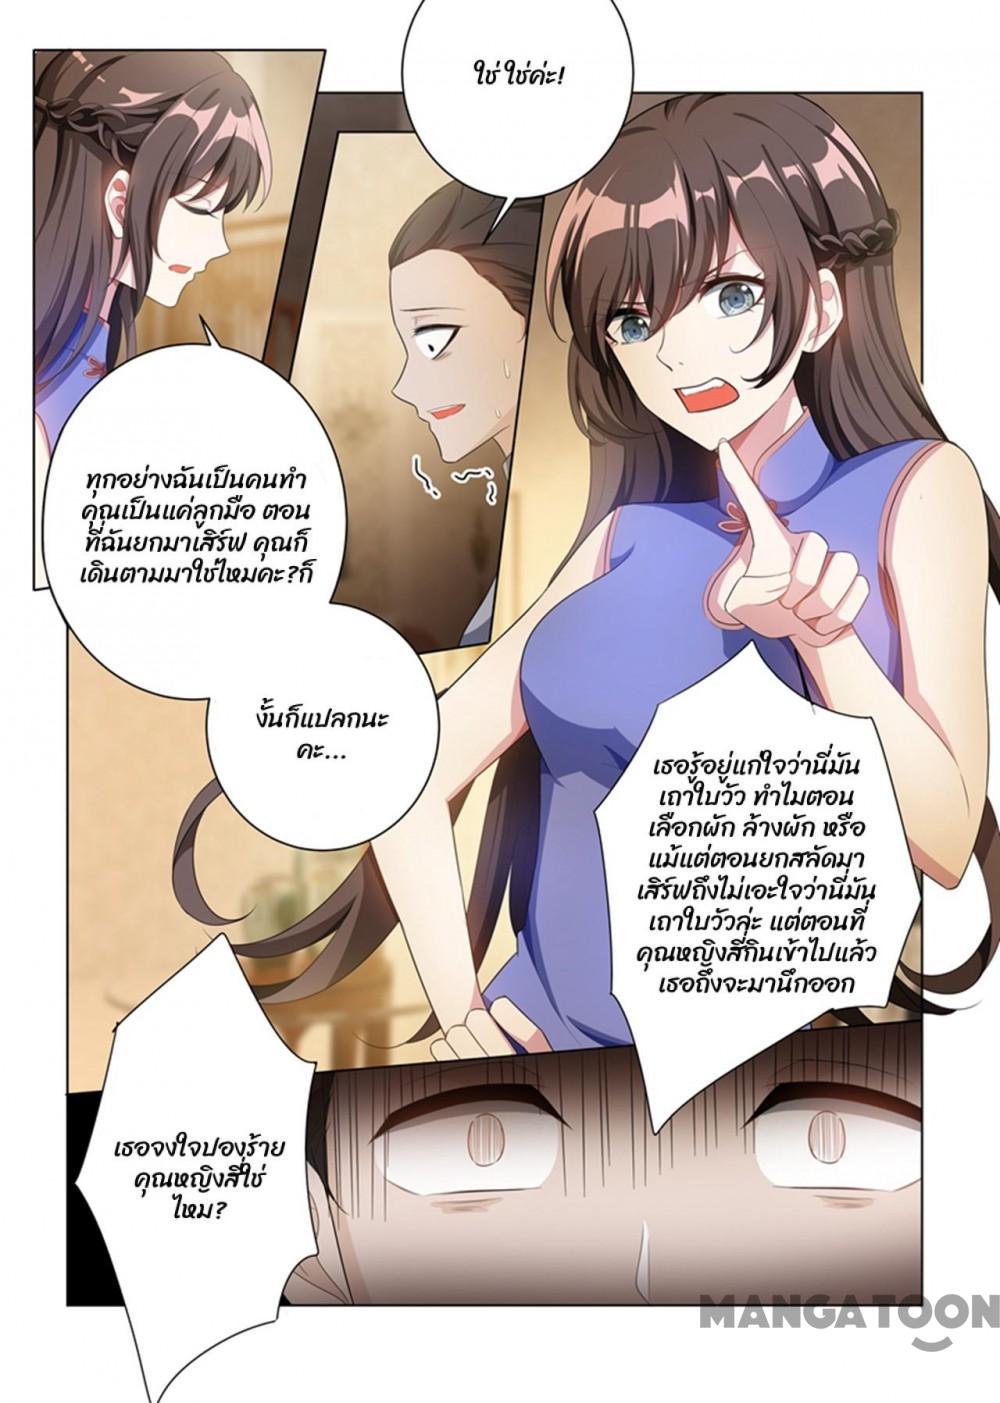 ใช่ ใช่ค่ะ!
ทุกอย่างฉันเป็นคนทำ
คุณเป็นแค่ลูกมือ ตอน
ที่ฉันยกมาเสิร์ฟ คุณก็
เดินตามมาใช่ไหมคะ?ก็
งั้นก็แปลกนะ
คะ...
เธอรู้อยู่แก่ใจว่านี่มัน
เถาใบวัว ทำไมตอน
เลือกผัก ล้างผัก หรือ
แม้แต่ตอนยกสลัดมา
เสิร์ฟถึงไม่เอะใจว่านี่มัน
เถาใบวัวล่ะ แต่ตอนที่
คุณหญิงสี่กินเข้าไปแล้ว
เธอถึงจะมานึกออก
เธอจงใจปองร้าย
คุณหญิงสี่ใช่
ไหม?
MANGATOON